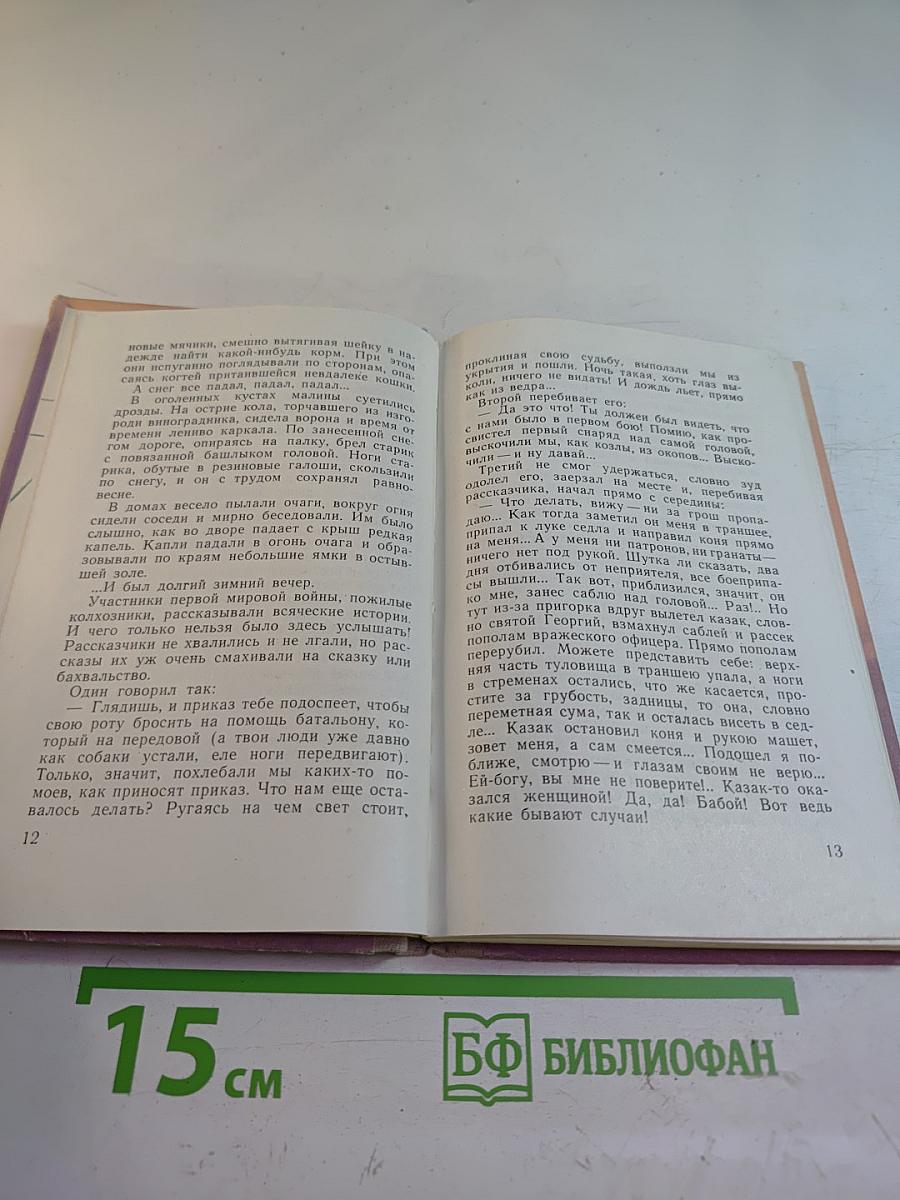 новые мячики, смешно вытягивая шейку в на-
дежде найти какой-нибудь корм. При этом
они испуганно поглядывали по сторонам, опа-
саясь когтей притаившейся невдалеке кошки.
А снег все падал, падал, падал...
В оголенных кустах малины суетились
дрозды. На острие кола, торчавшего из изго-
роди виноградника, сидела ворона и время от
времени лениво каркала. По занесенной сне-
гом дороге, опираясь на палку, брел старик
с повязанной башлыком головой. Ноги ста-
рика, обутые в резиновые галоши, скользили
по снегу, и он с трудом сохранял равно-
весие.
В домах весело пылали очаги, вокруг огня
сидели соседи и мирно беседовали. Им было
слышно, как во дворе падает с крыш редкая
капель. Капли падали в огонь очага и обра-
зовывали по краям небольшие ямки в остыв-
шей золе.
...И был долгий зимний вечер.
Участники первой мировой войны, пожилые
колхозники, рассказывали всяческие истории.
И чего только нельзя было здесь услышать!
Рассказчики не хвалились и не лгали, но рас-
сказы их уж очень смахивали на сказку или
бахвальство.
Один говорил так:
— Глядишь, и приказ тебе подоспеет, чтобы
свою роту бросить на помощь батальону, ко-
торый на передовой (а твои люди уже давно
как собаки устали, еле ноги передвигают).
Только, значит, похлебали мы каких-то по-
моев, как приносят приказ. Что нам еще оста-
валось делать? Ругаясь на чем свет стоит,
12
проклиная свою судьбу, выползли мы из
укрытия и пошли. Ночь такая, хоть глаз вы-
коли, ничего не видать! И дождь льет, прямо
как из ведра...
Второй перебивает его:
— Да это что! Ты должен был видеть, что
с нами было в первом бою! Помню, как про-
свистел первый снаряд над самой головой,
выскочили мы, как козлы, из окопов... Выско-
чили — и ну давай...
Третий не смог удержаться, словно зуд
одолел его, заерзал на месте и, перебивая
рассказчика, начал прямо с середины:
— Что делать, вижу — ни за грош пропа-
даю... Как тогда заметил он меня в траншее,
припал к луке седла и направил коня прямо
на меня... А у меня ни патронов, ни гранаты —
ничего нет под рукой. Шутка ли сказать, два
дня отбивались от неприятеля, все боеприпа-
сы вышли... Так вот, приблизился, значит, он
ко мне, занес саблю над головой... Раз!.. Но
тут из-за пригорка вдруг вылетел казак, слов-
но святой Георгий, взмахнул саблей и рассек
пополам вражеского офицера. Прямо пополам
перерубил. Можете представить себе: верх-
няя часть туловища в траншею упала, а ноги
в стременах остались, что же касается, про-
стите за грубость, задницы, то она, словно
переметная сума, так и осталась висеть в сед-
ле... Казак остановил коня и рукою машет,
зовет меня, а сам смеется... Подошел я по-
ближе, смотрю — и глазам своим не верю...
Ей-богу, вы мне не поверите!.. Казак-то ока-
зался женщиной! Да, да! Бабой! Вот ведь
какие бывают случаи!
13
15 см
БФ БИБЛИОФАН